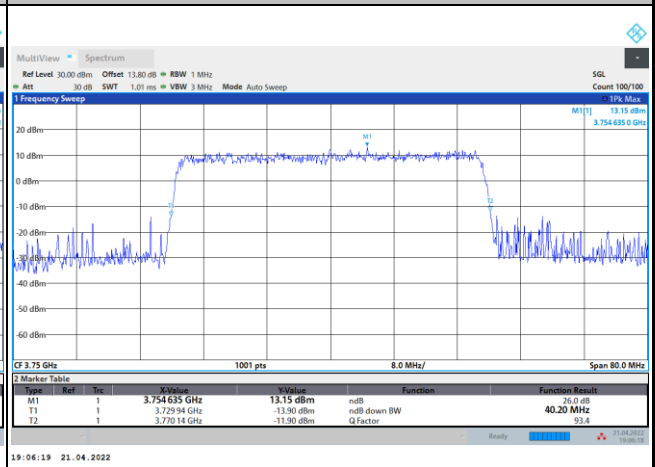 MultiView Spectrum
Ref Level 30.00 dBm Offset 13.80 dB RBW 1 MHz SGL
Att 30 dB SWT 1.01 ms VBW 3 MHz Mode Auto Sweep Count 100/100
1 Frequency Sweep 1Pk Max
M1[1] 13.15 dBm
3.754 635 0 GHz
M1
20 dBm
10 dBm
0 dBm
T1 T2
-10 dBm
-20 dBm
-30 dBm
-40 dBm
-50 dBm
-60 dBm
CF 3.75 GHz 1001 pts 8.0 MHz/ Span 80.0 MHz
2 Marker Table
Type Ref Trc X-Value Y-Value Function Function Result
M1 1 3.754 635 GHz 13.15 dBm ndB 26.0 dB
T1 1 3.729 94 GHz -13.90 dBm ndB down BW 40.20 MHz
T2 1 3.770 14 GHz -11.90 dBm Q Factor 93.4
Ready 21.04.2022
19:06:18
19:06:19 21.04.2022